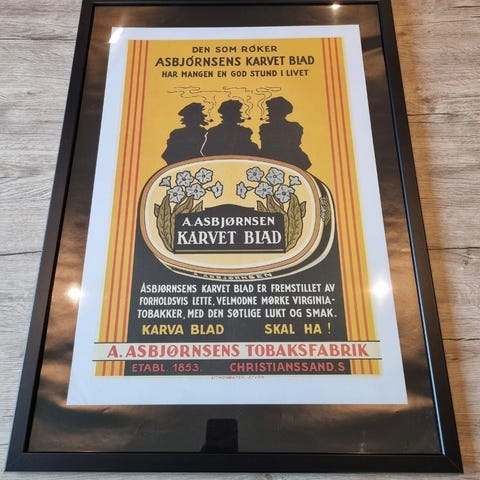 DEN SOM RØKER
ASBJØRNSENS KARVET BLAD
HAR MANGEN EN GOD STUND I LIVET
A. ASBJØRNSEN
KARVET BLAD
A. ASBJØRNSEN
ASBJØRNSENS KARVET BLAD ER FREMSTILLET AV
FORHOLDSVIS LETTE, VELMODNE MØRKE VIRGINIA-
TOBAKKER, MED DEN SØTLIGE LUKT OG SMAK.
KARVA BLAD SKAL HA !
A. ASBJØRNSENS TOBAKSFABRIK
ETABL. 1853. CHRISTIANSSAND. S